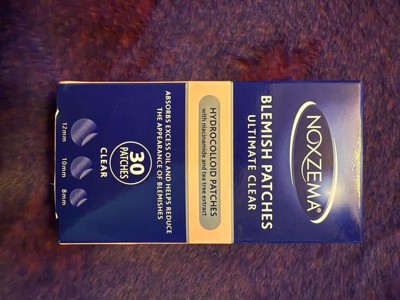 NOXZEMA®
BLEMISH PATCHES
ULTIMATE CLEAR
HYDROCOLLOID PATCHES
with niacinamide and tea tree extract
ABSORBS EXCESS OIL AND HELPS REDUCE
THE APPEARANCE OF BLEMISHES
30
PATCHES
CLEAR
12mm
10mm
8mm